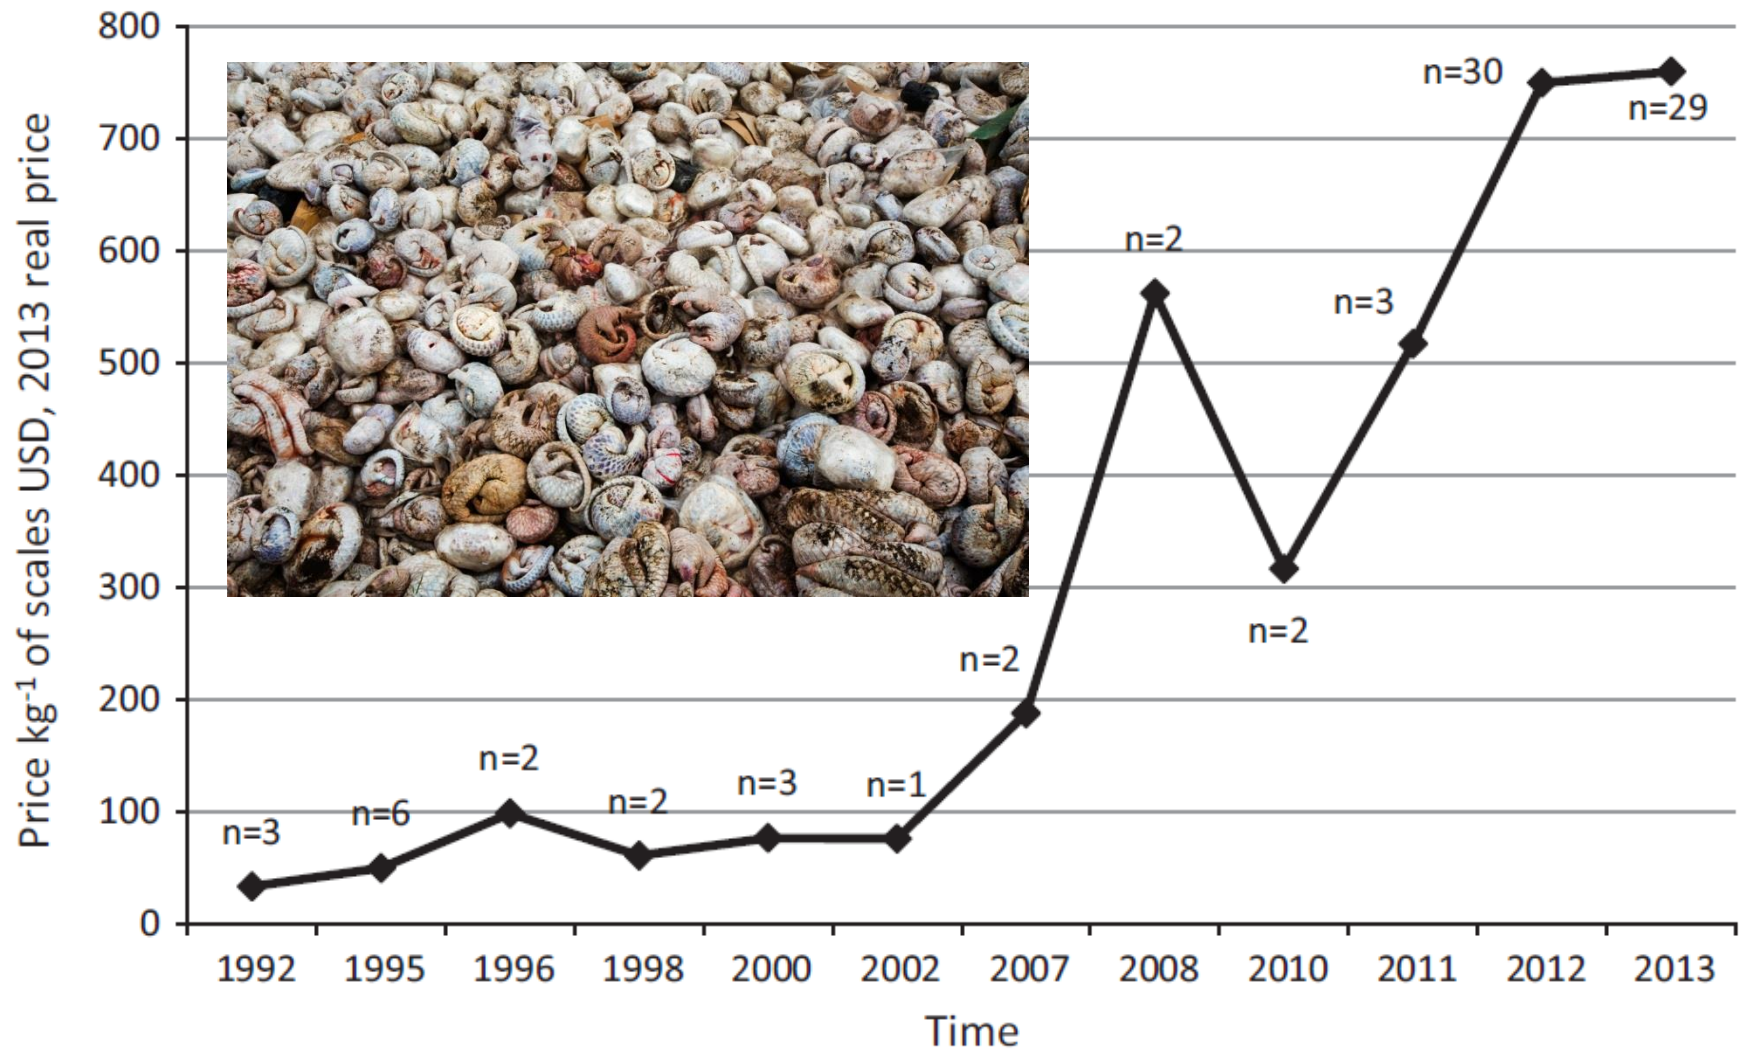 Price kg⁻¹ of scales USD, 2013 real price
800
700
600
500
400
300
200
100
0
n=3
n=6
n=2
n=2
n=3
n=1
n=2
n=2
n=2
n=3
n=30
n=29
1992 1995 1996 1998 2000 2002 2007 2008 2010 2011 2012 2013
Time